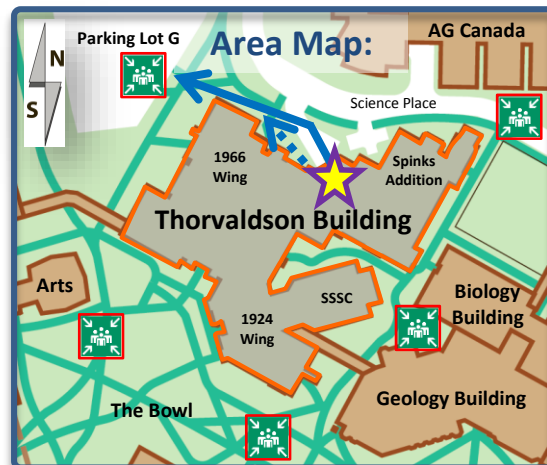 Parking Lot G
Area Map:
AG Canada
N
S
Science Place
1966
Wing
Spinks
Addition
Thorvaldson Building
Arts
SSSC
Biology
Building
1924
Wing
The Bowl
Geology Building